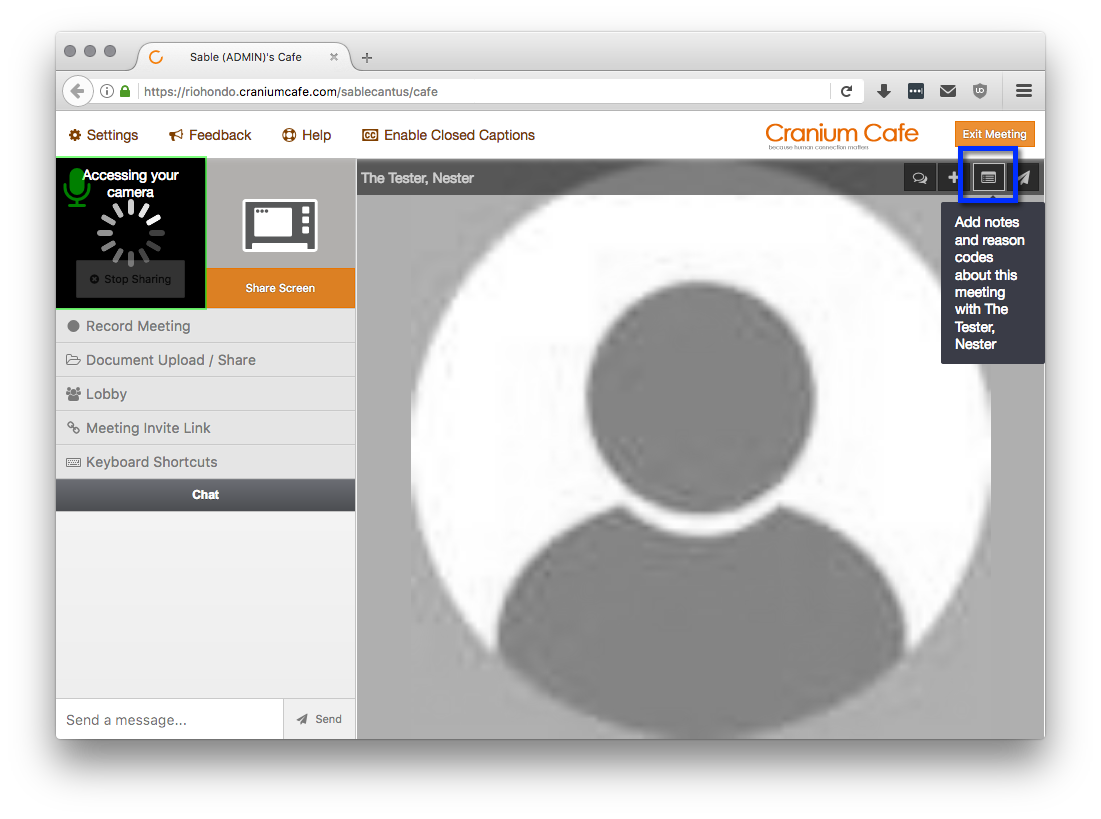 Sable (ADMIN)'s Cafe
https://riohondo.craniumcafe.com/sablecantus/cafe
Settings
Feedback
Help
CC Enable Closed Captions
Cranium Cafe
because human connection matters
Exit Meeting
Accessing your
camera
Stop Sharing
Share Screen
The Tester, Nester
Add notes
and reason
codes
about this
meeting
with The
Tester,
Nester
Record Meeting
Document Upload / Share
Lobby
Meeting Invite Link
Keyboard Shortcuts
Chat
Send a message...
Send